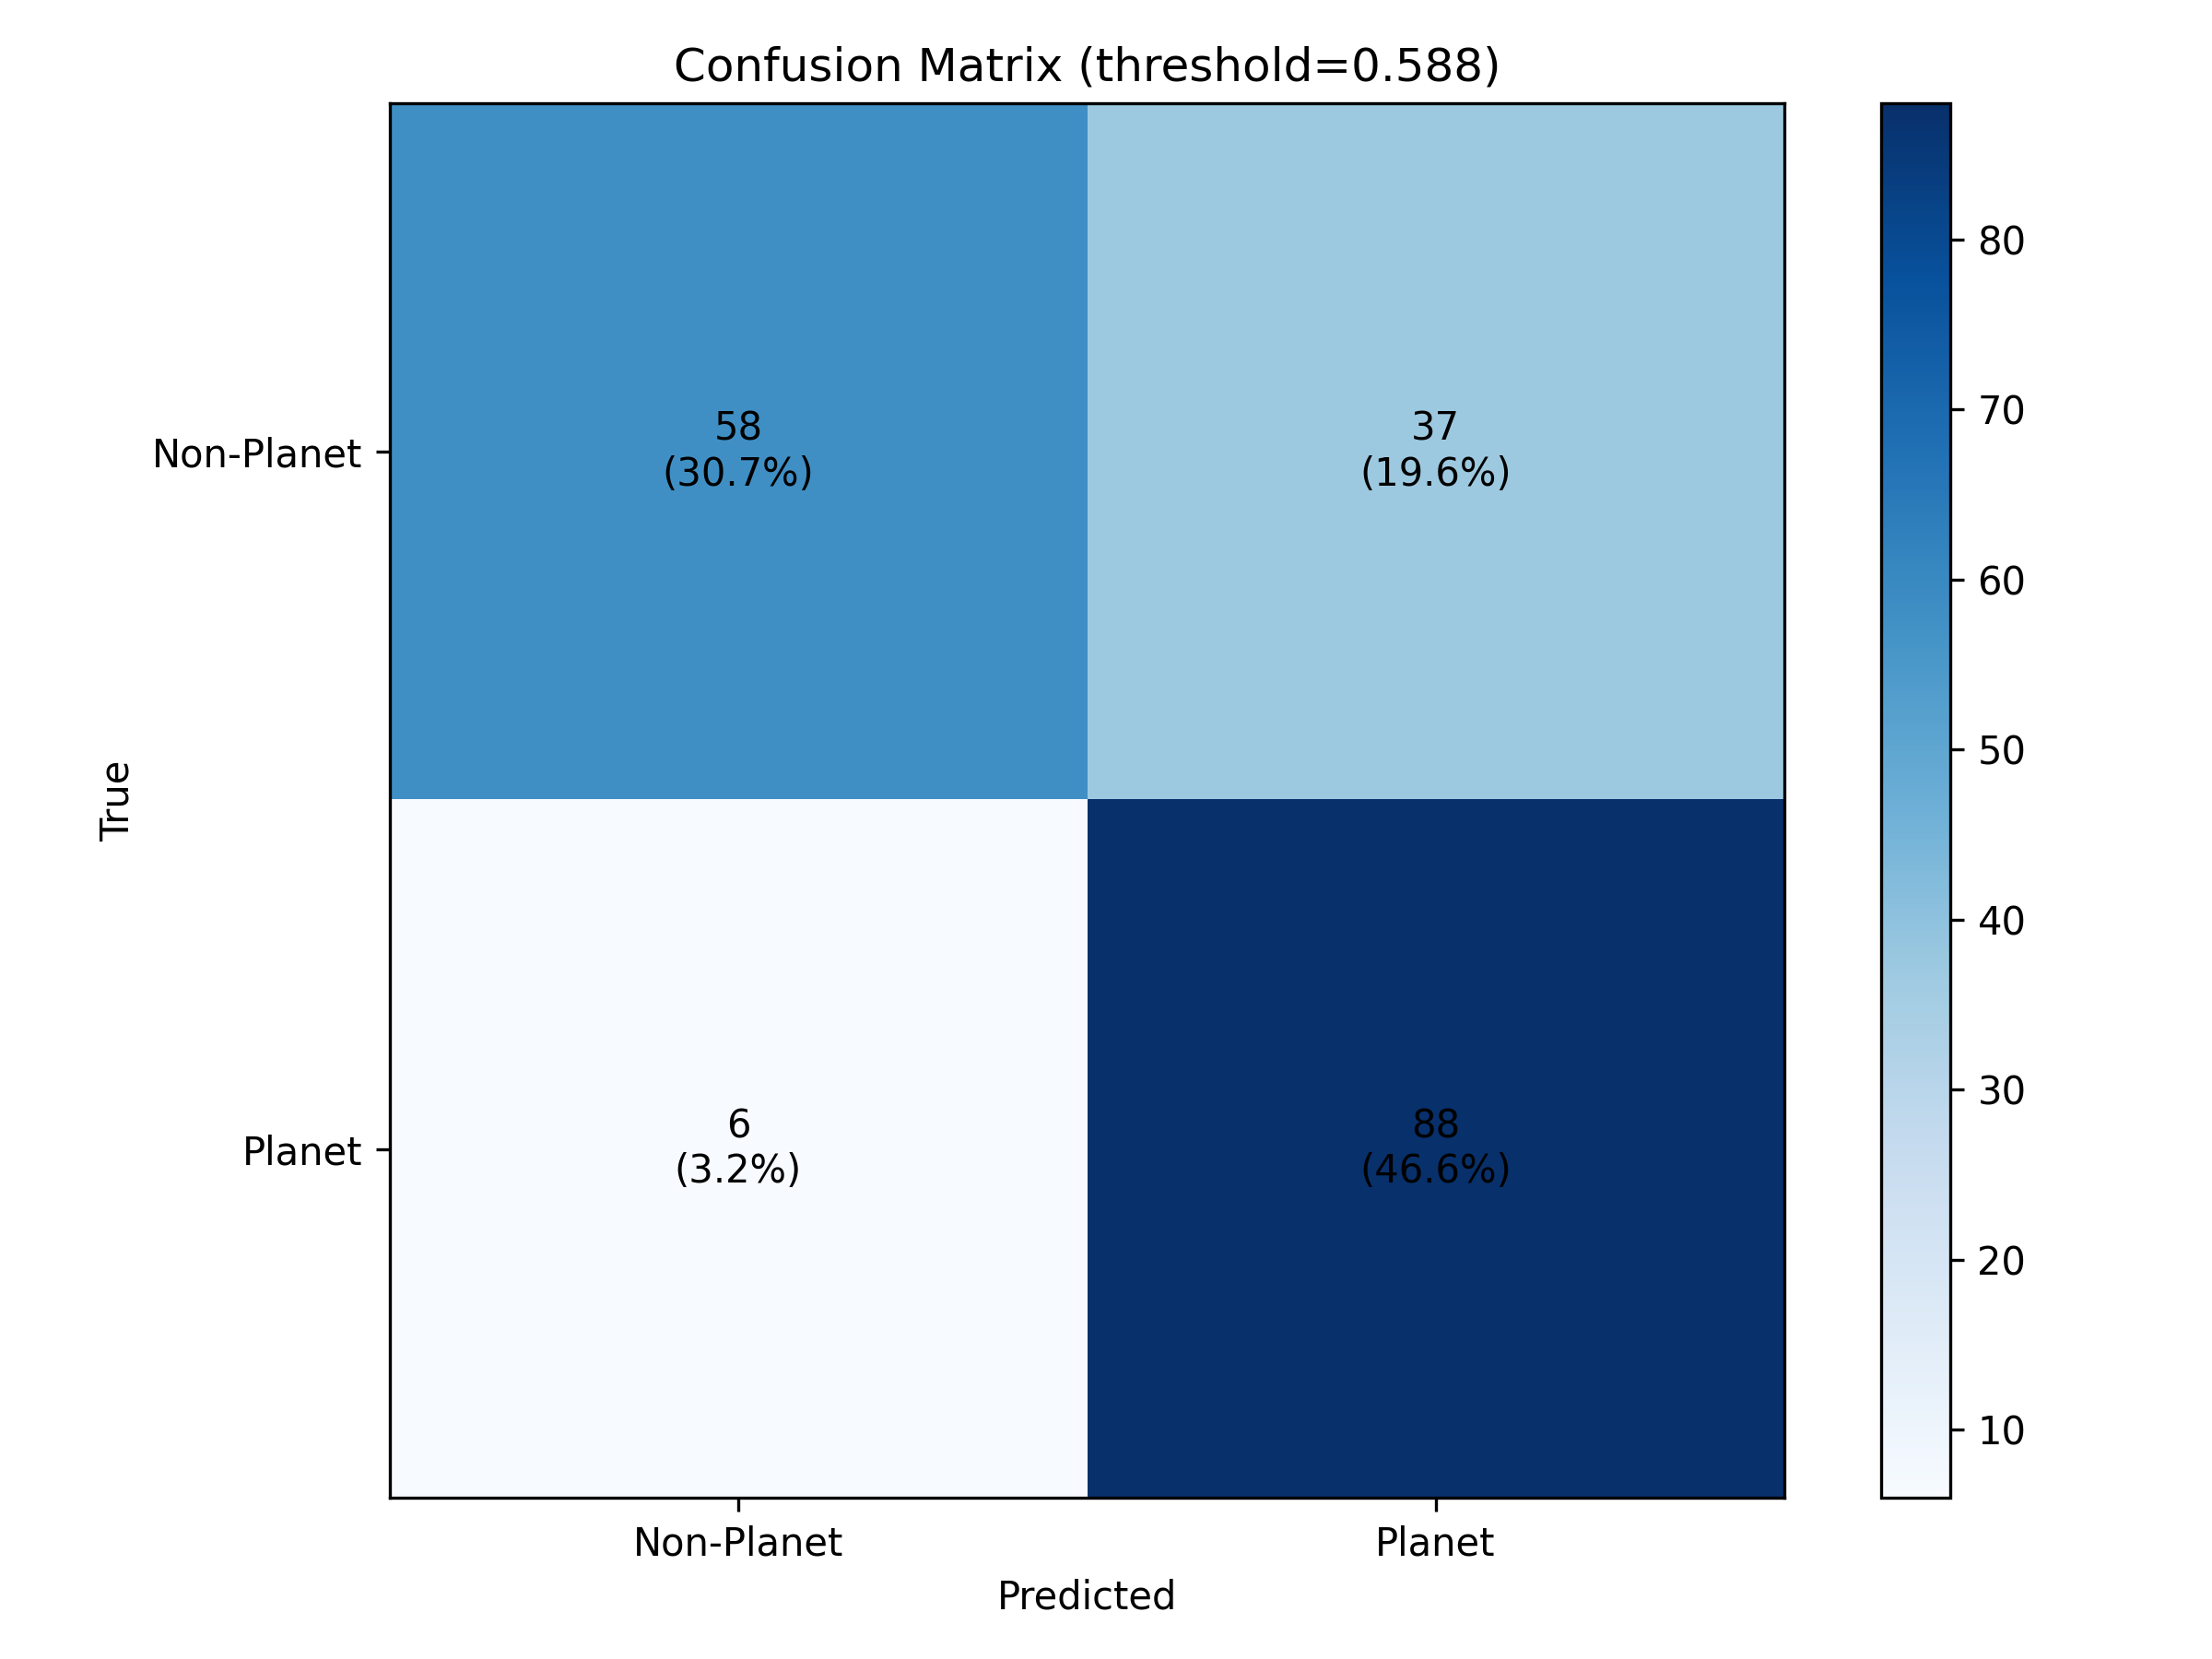 Confusion Matrix (threshold=0.588)
Non-Planet
58
(30.7%)
37
(19.6%)
True
Planet
6
(3.2%)
88
(46.6%)
Non-Planet
Planet
Predicted
80
70
60
50
40
30
20
10